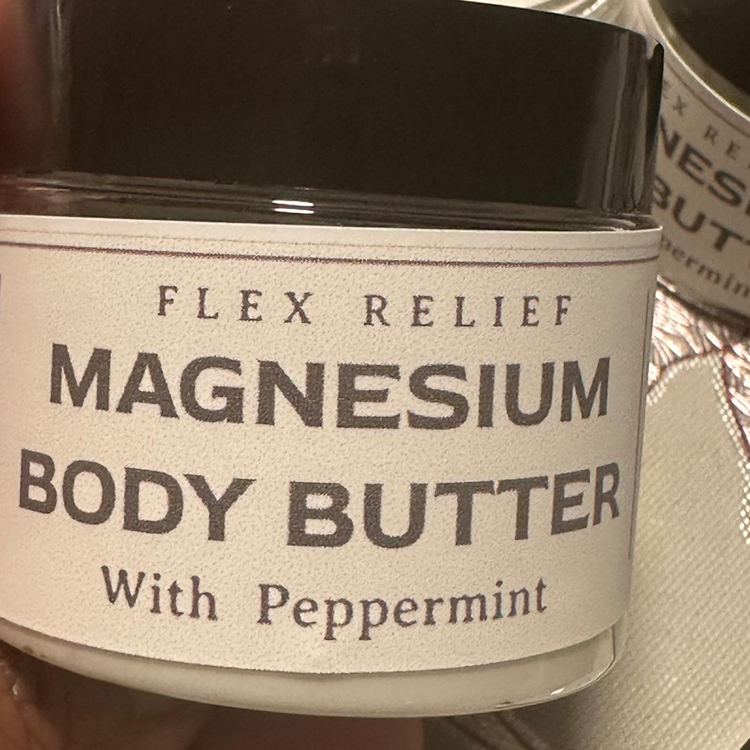 FLEX RELIEF
MAGNESIUM
BODY BUTTER
With Peppermint